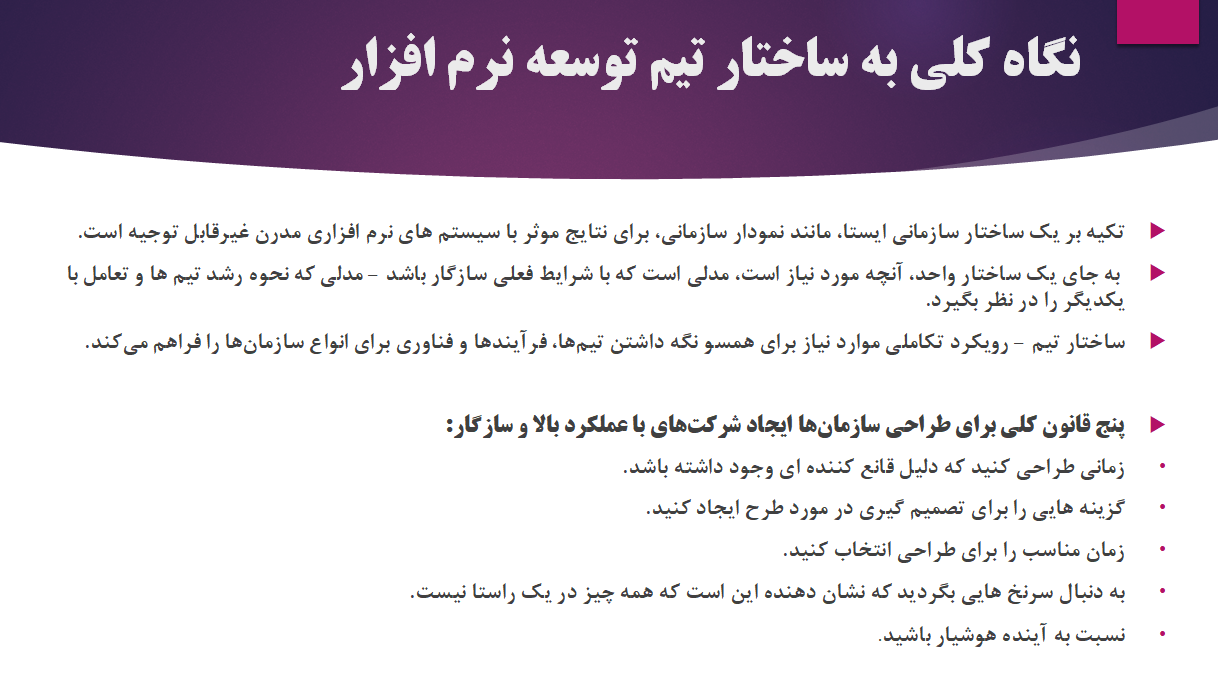 نگاه کلی به ساختار تیم توسعه نرم افزار
تکیه بر یک ساختار سازمانی ایستا، مانند نمودار سازمانی، برای نتایج موثر با سیستم های نرم افزاری مدرن غیرقابل توجیه است.
به جای یک ساختار واحد، آنچه مورد نیاز است، مدلی است که با شرایط فعلی سازگار باشد – مدلی که نحوه رشد تیم ها و تعامل با
یکدیگر را در نظر بگیرد.
ساختار تیم – رویکرد تکاملی موارد نیاز برای همسو نگه داشتن تیم‌ها، فرآیندها و فناوری برای انواع سازمان‌ها را فراهم می‌کند.
پنج قانون کلی برای طراحی سازمان‌ها ایجاد شرکت‌های با عملکرد بالا و سازگار:
زمانی طراحی کنید که دلیل قانع کننده ای وجود داشته باشد.
گزینه هایی را برای تصمیم گیری در مورد طرح ایجاد کنید.
زمان مناسب را برای طراحی انتخاب کنید.
به دنبال سرنخ هایی بگردید که نشان دهنده این است که همه چیز در یک راستا نیست.
نسبت به آینده هوشیار باشید.